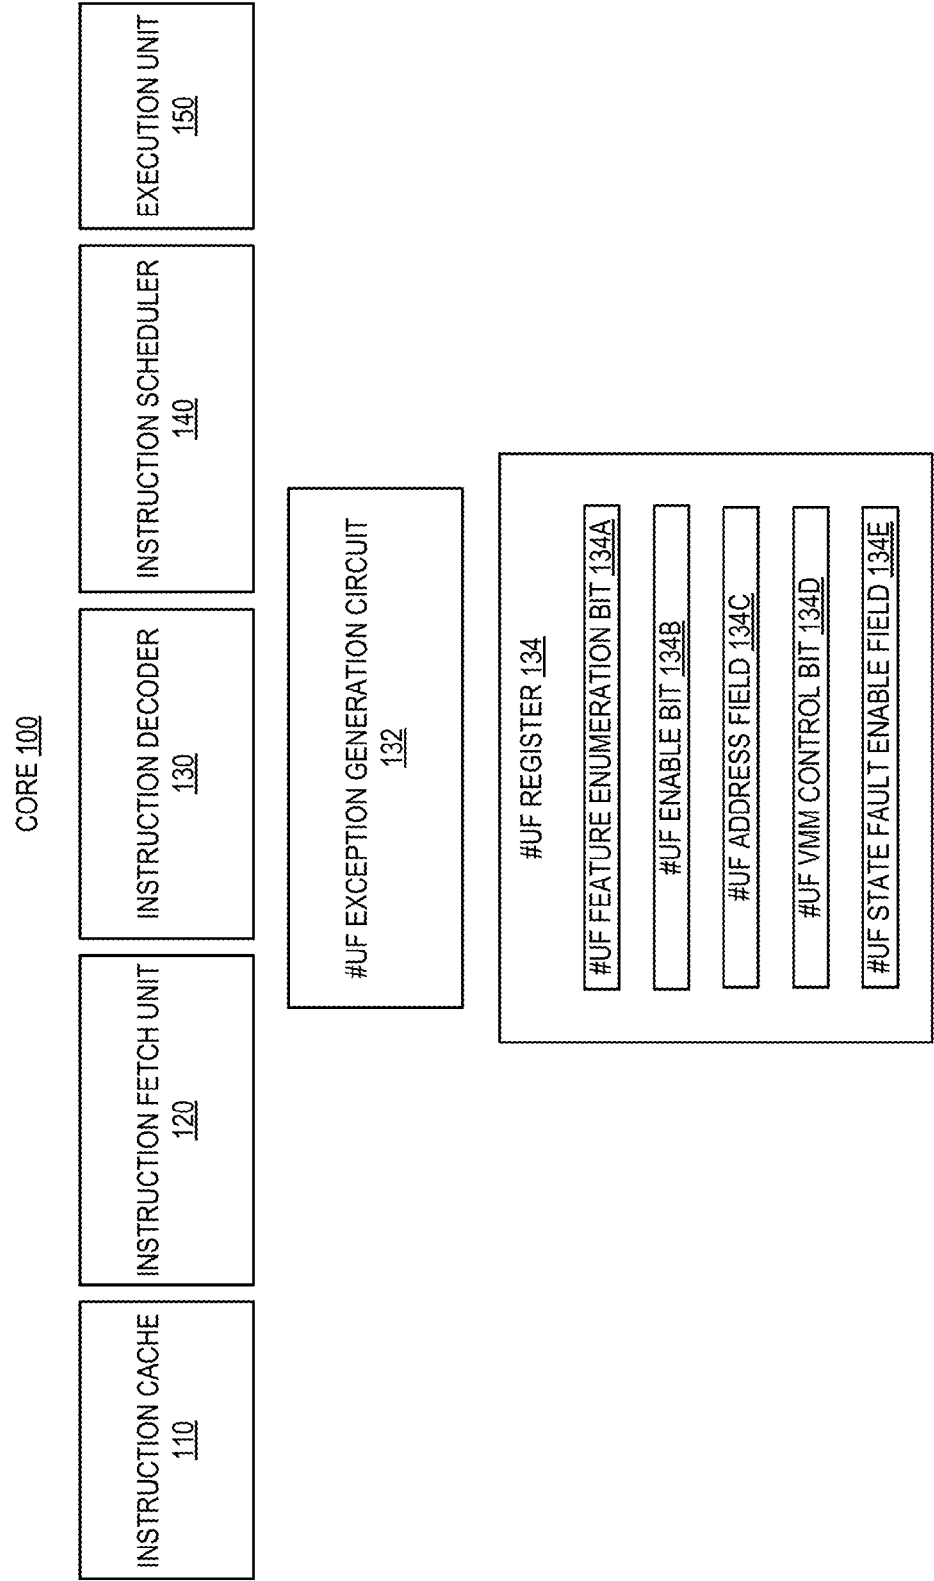 CORE 100
INSTRUCTION CACHE
110
INSTRUCTION FETCH UNIT
120
INSTRUCTION DECODER
130
INSTRUCTION SCHEDULER
140
EXECUTION UNIT
150
#UF EXCEPTION GENERATION CIRCUIT
132
#UF REGISTER 134
#UF FEATURE ENUMERATION BIT 134A
#UF ENABLE BIT 134B
#UF ADDRESS FIELD 134C
#UF VMM CONTROL BIT 134D
#UF STATE FAULT ENABLE FIELD 134E